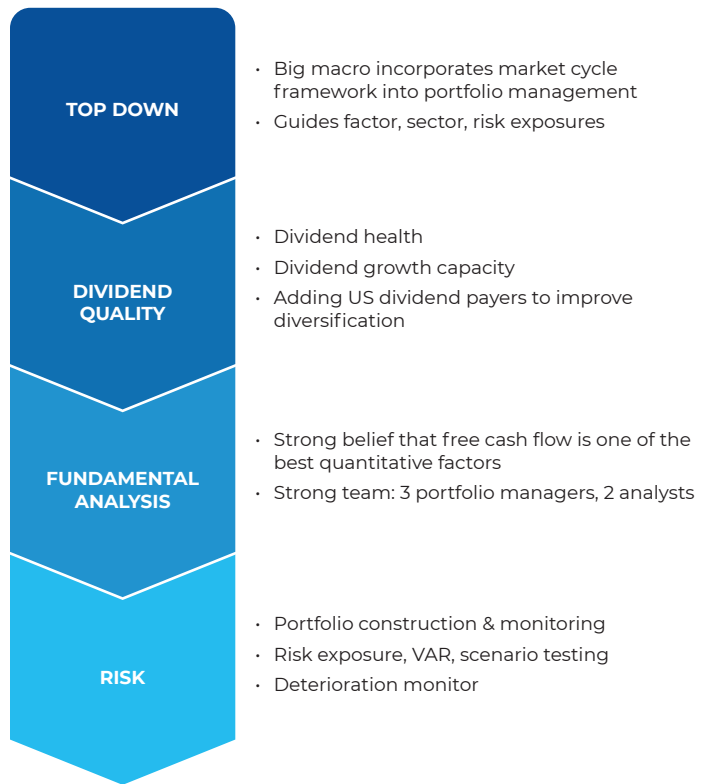 TOP DOWN
• Big macro incorporates market cycle
framework into portfolio management
• Guides factor, sector, risk exposures
DIVIDEND
QUALITY
• Dividend health
• Dividend growth capacity
• Adding US dividend payers to improve
diversification
FUNDAMENTAL
ANALYSIS
• Strong belief that free cash flow is one of the
best quantitative factors
• Strong team: 3 portfolio managers, 2 analysts
RISK
• Portfolio construction & monitoring
• Risk exposure, VAR, scenario testing
• Deterioration monitor